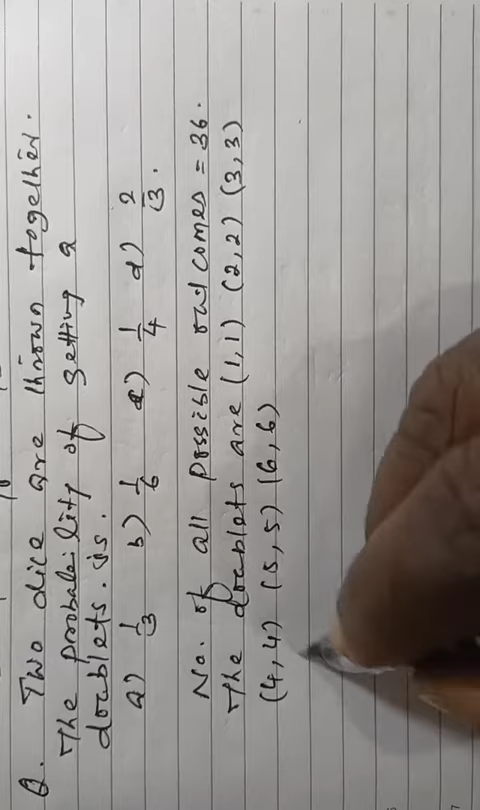 Q. Two dice are thrown together.
The probability of getting a
doublets. is.
a) 1/3 b) 1/6 c) 1/4 d) 2/3.
No. of all possible out comes = 36.
The doublets are (1,1) (2,2) (3,3)
(4,4) (5,5) (6,6)